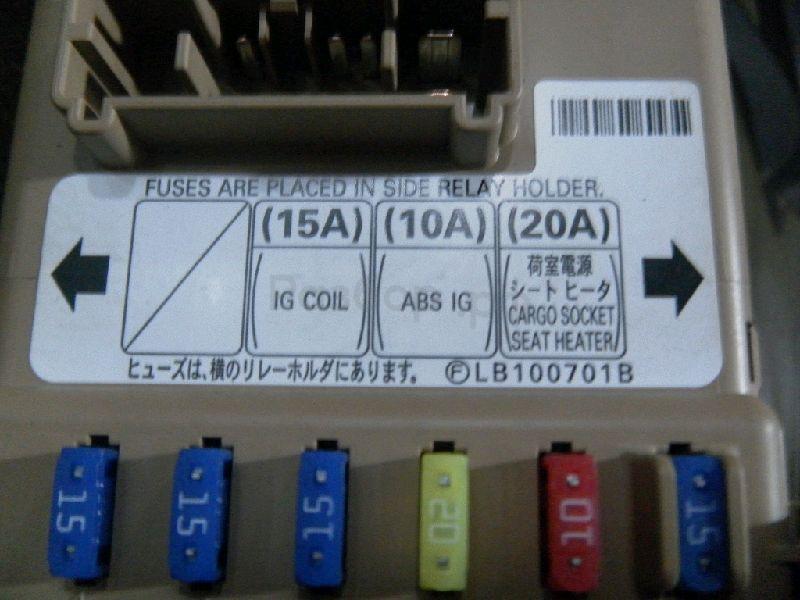 FUSES ARE PLACED IN SIDE RELAY HOLDER.
(15A) (10A) (20A)
荷室電源
シート ヒータ
IG COIL ABS IG CARGO SOCKET
SEAT HEATER
ヒューズは、横のリレーホルダにあります。 ⒻLB100701B
15 15 15 20 10 15